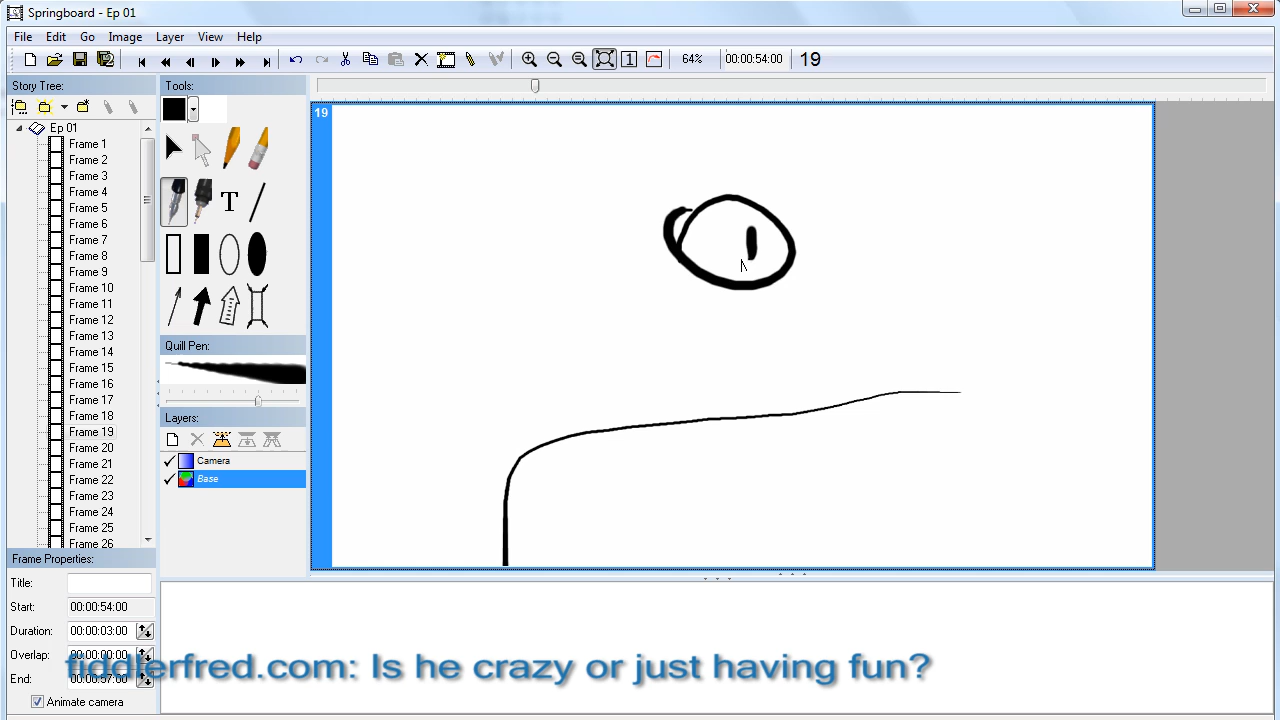 Springboard - Ep 01
File Edit Go Image Layer View Help
1 64% 00:00:54:00 19
Story Tree:
Ep 01
Frame 1
Frame 2
Frame 3
Frame 4
Frame 5
Frame 6
Frame 7
Frame 8
Frame 9
Frame 10
Frame 11
Frame 12
Frame 13
Frame 14
Frame 15
Frame 16
Frame 17
Frame 18
Frame 19
Frame 20
Frame 21
Frame 22
Frame 23
Frame 24
Frame 25
Frame 26
Tools:
T
Quill Pen:
Layers:
Camera
Base
19
Frame Properties:
Title:
Start: 00:00:54:00
Duration: 00:00:03:00
Overlap: 00:00:00:00
End:
Animate camera
fiddlerfred.com: Is he crazy or just having fun?